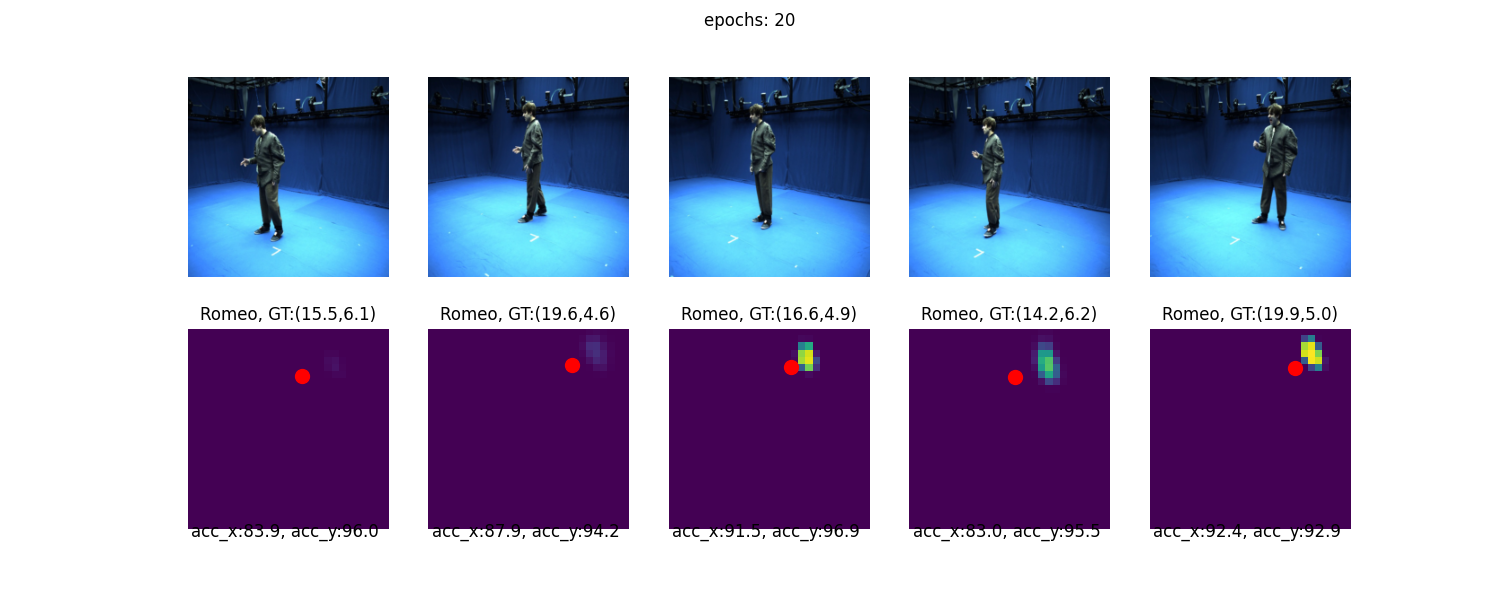 epochs: 20
Romeo, GT:(15.5,6.1)
Romeo, GT:(19.6,4.6)
Romeo, GT:(16.6,4.9)
Romeo, GT:(14.2,6.2)
Romeo, GT:(19.9,5.0)
acc_x:83.9, acc_y:96.0
acc_x:87.9, acc_y:94.2
acc_x:91.5, acc_y:96.9
acc_x:83.0, acc_y:95.5
acc_x:92.4, acc_y:92.9